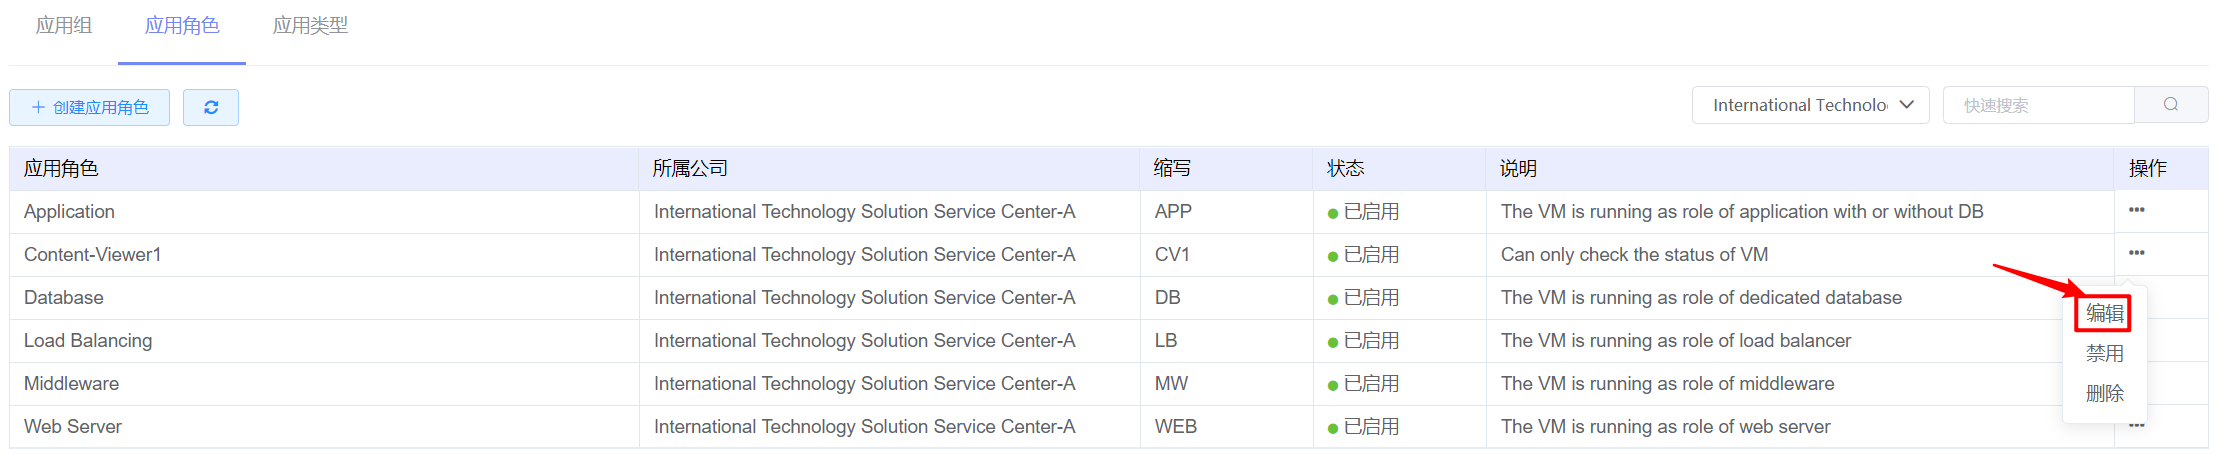 应用组 应用角色 应用类型
+ 创建应用角色 International Technolo 快速搜索
应用角色 所属公司 缩写 状态 说明 操作
Application International Technology Solution Service Center-A APP 已启用 The VM is running as role of application with or without DB •••
Content-Viewer1 International Technology Solution Service Center-A CV1 已启用 Can only check the status of VM •••
Database International Technology Solution Service Center-A DB 已启用 The VM is running as role of dedicated database
编辑
Load Balancing International Technology Solution Service Center-A LB 已启用 The VM is running as role of load balancer
禁用
Middleware International Technology Solution Service Center-A MW 已启用 The VM is running as role of middleware
删除
Web Server International Technology Solution Service Center-A WEB 已启用 The VM is running as role of web server •••